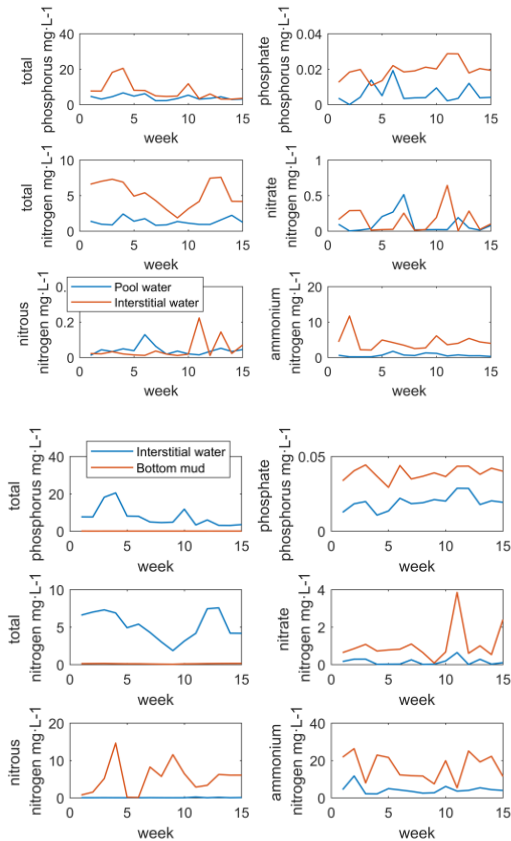 40
20
0
0 5 10 15
total
phosphorus mg·L-1
week
0.04
0.02
0
0 5 10 15
phosphate
phosphorus mg·L-1
week
10
5
0
0 5 10 15
total
nitrogen mg·L-1
week
1
0.5
0
0 5 10 15
nitrate
nitrogen mg·L-1
week
0.2
0
0 5 10 15
nitrous
nitrogen mg·L-1
week
Pool water
Interstitial water
20
10
0
0 5 10 15
ammonium
nitrogen mg·L-1
week
40
20
0
0 5 10 15
total
phosphorus mg·L-1
week
Interstitial water
Bottom mud
0.05
0
0 5 10 15
phosphate
phosphorus mg·L-1
week
10
5
0
0 5 10 15
total
nitrogen mg·L-1
week
4
2
0
0 5 10 15
nitrate
nitrogen mg·L-1
week
20
10
0
0 5 10 15
nitrous
nitrogen mg·L-1
week
40
20
0
0 5 10 15
ammonium
nitrogen mg·L-1
week